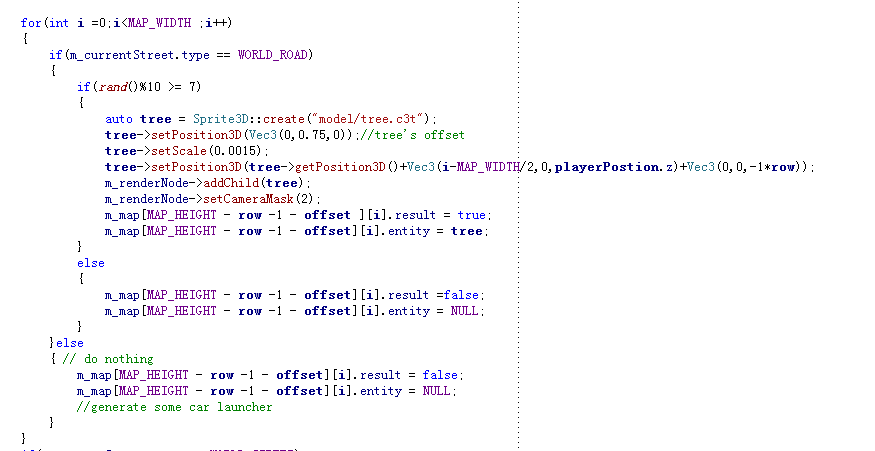 for(int i =0;i<MAP_WIDTH ;i++)
{
if(m_currentStreet.type == WORLD_ROAD)
{
if(rand()%10 >= 7)
{
auto tree = Sprite3D::create("model/tree.c3t");
tree->setPosition3D(Vec3(0,0.75,0));//tree's offset
tree->setScale(0.0015);
tree->setPosition3D(tree->getPosition3D()+Vec3(i-MAP_WIDTH/2,0,playerPostion.z)+Vec3(0,0,-1*row));
m_renderNode->addChild(tree);
m_renderNode->setCameraMask(2);
m_map[MAP_HEIGHT - row -1 - offset ][i].result = true;
m_map[MAP_HEIGHT - row -1 - offset][i].entity = tree;
}
else
{
m_map[MAP_HEIGHT - row -1 - offset][i].result =false;
m_map[MAP_HEIGHT - row -1 - offset][i].entity = NULL;
}
}else
{ // do nothing
m_map[MAP_HEIGHT - row -1 - offset][i].result = false;
m_map[MAP_HEIGHT - row -1 - offset][i].entity = NULL;
//generate some car launcher
}
}